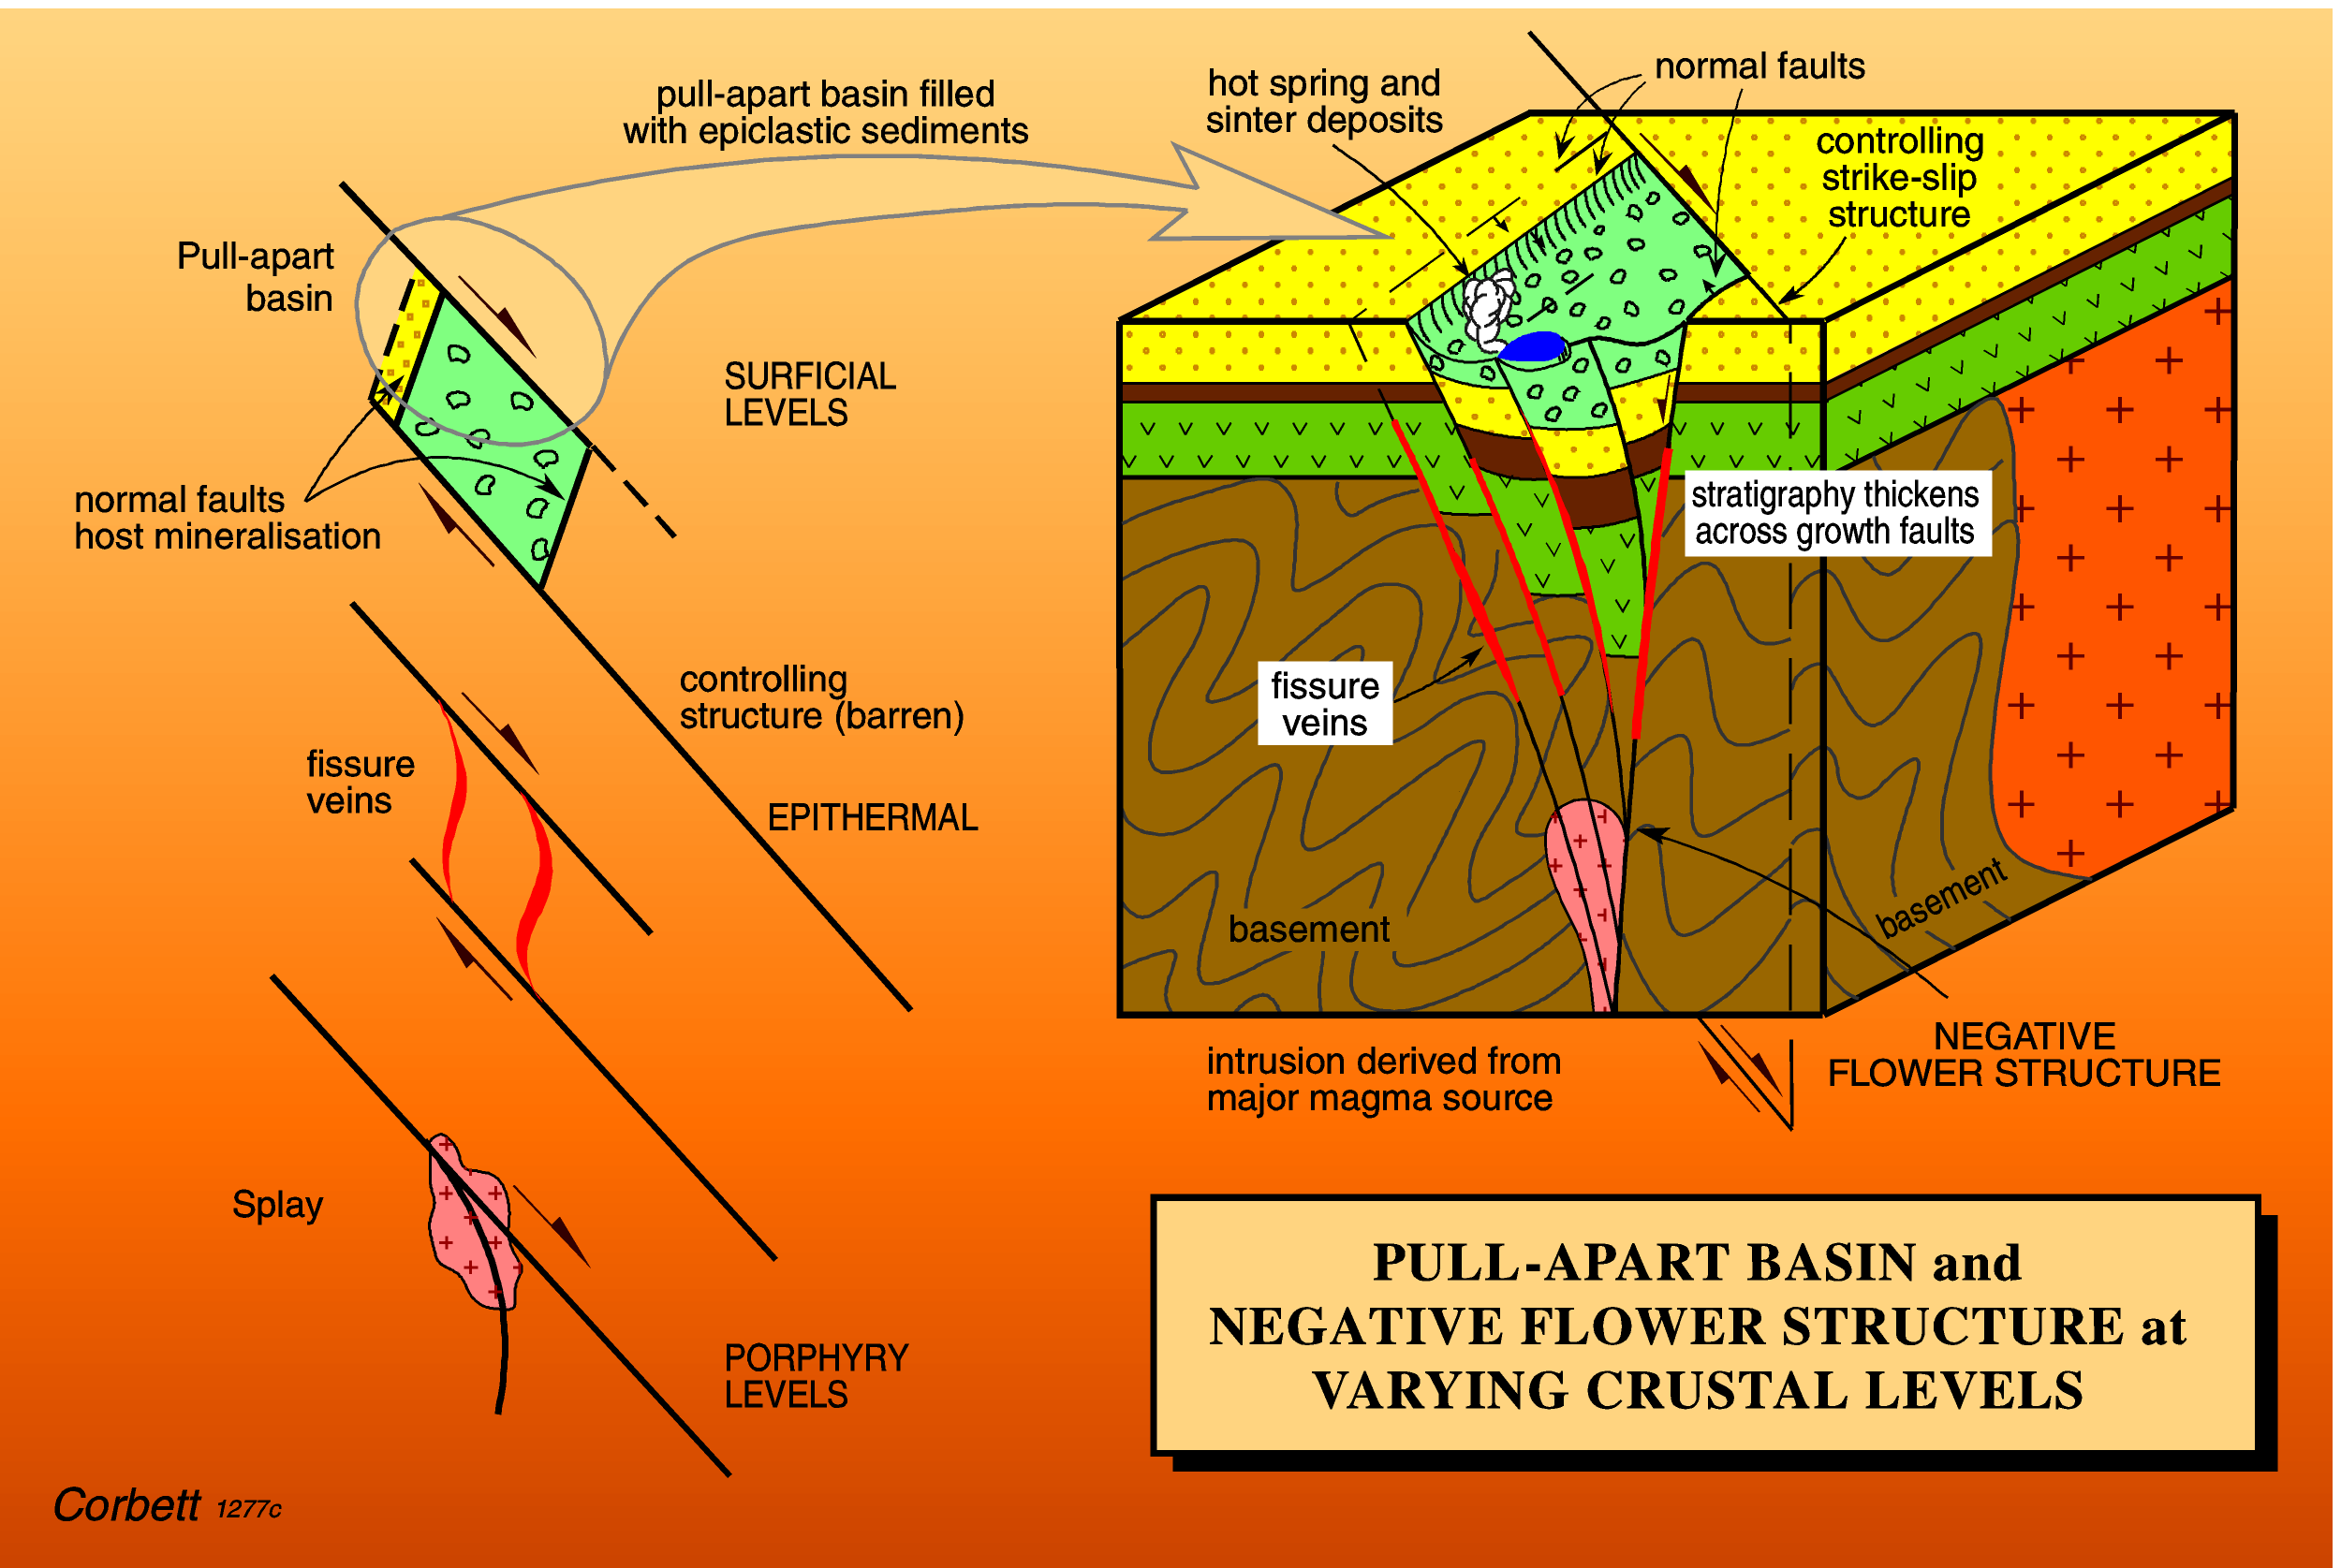 pull-apart basin filled
with epiclastic sediments
hot spring and
sinter deposits
normal faults
controlling
strike-slip
structure
Pull-apart
basin
SURFICIAL
LEVELS
normal faults
host mineralisation
stratigraphy thickens
across growth faults
controlling
structure (barren)
fissure
veins
fissure
veins
EPITHERMAL
basement
basement
intrusion derived from
major magma source
NEGATIVE
FLOWER STRUCTURE
Splay
PORPHYRY
LEVELS
PULL-APART BASIN and
NEGATIVE FLOWER STRUCTURE at
VARYING CRUSTAL LEVELS
Corbett 1277c